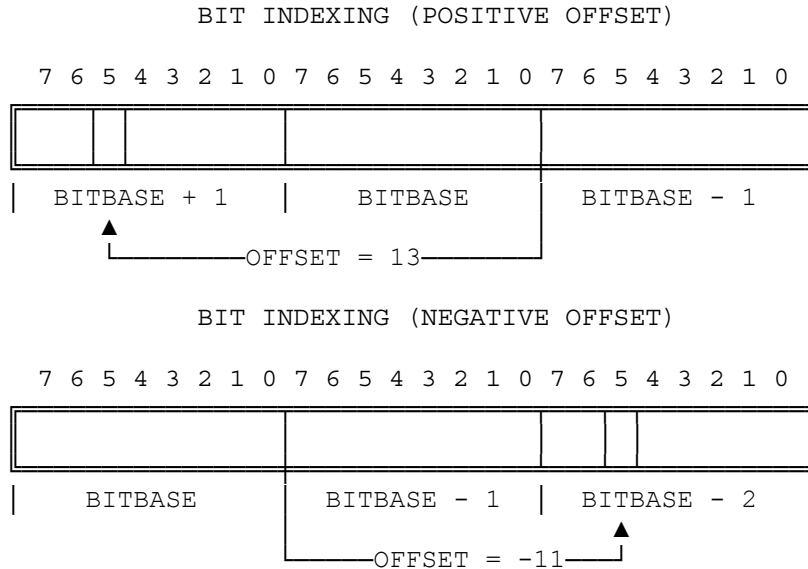 BIT INDEXING (POSITIVE OFFSET)
7 6 5 4 3 2 1 0 7 6 5 4 3 2 1 0 7 6 5 4 3 2 1 0
BITBASE + 1 BITBASE BITBASE - 1
OFFSET = 13
BIT INDEXING (NEGATIVE OFFSET)
7 6 5 4 3 2 1 0 7 6 5 4 3 2 1 0 7 6 5 4 3 2 1 0
BITBASE BITBASE - 1 BITBASE - 2
OFFSET = -11